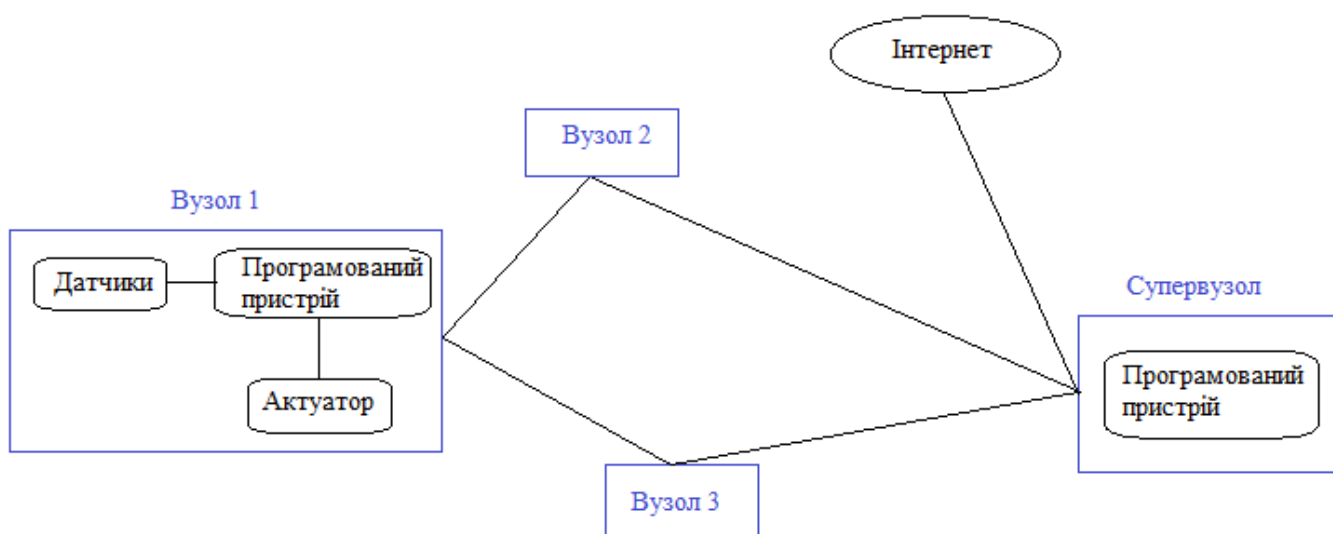 Інтернет
Вузол 2
Вузол 1
Датчики
Програмований
пристрій
Актуатор
Супервузол
Програмований
пристрій
Вузол 3